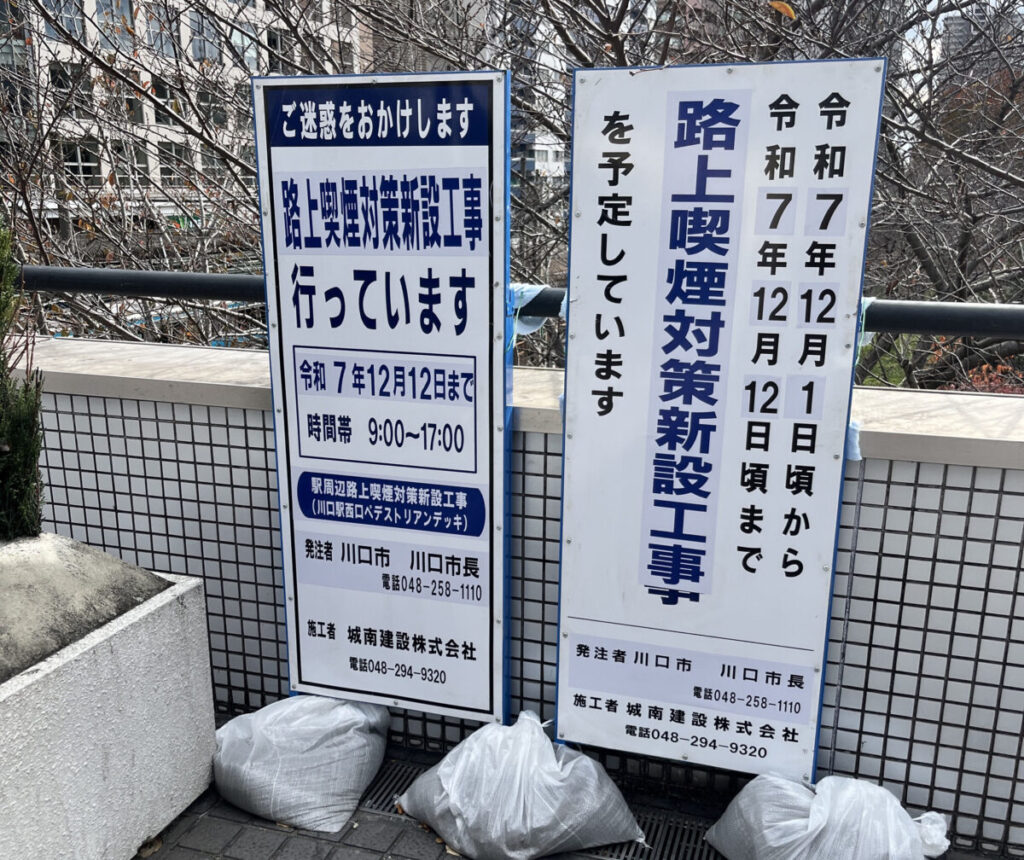 ご迷惑をおかけします
路上喫煙対策新設工事
行っています
令和 7年12月12日まで
時間帯 9:00~17:00
駅周辺路上喫煙対策新設工事
(川口駅西口ペデストリアンデッキ)
発注者 川口市 川口市長
電話048-258-1110
施工者 城南建設株式会社
電話048-294-9320
令和7年12月1日頃から
令和7年12月12日頃まで
路上喫煙対策新設工事
を予定しています
発注者 川口市 川口市長
電話048-258-1110
施工者 城南建設株式会社
電話048-294-9320